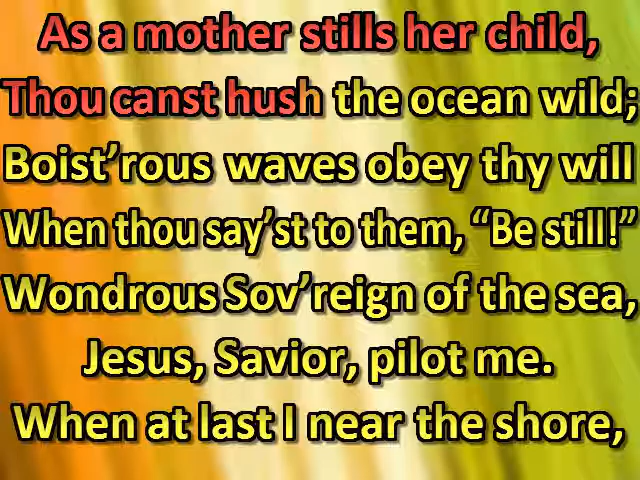 As a mother stills her child,
Thou canst hush the ocean wild;
Boist’rous waves obey thy will
When thou say’st to them, “Be still!”
Wondrous Sov’reign of the sea,
Jesus, Savior, pilot me.
When at last I near the shore,